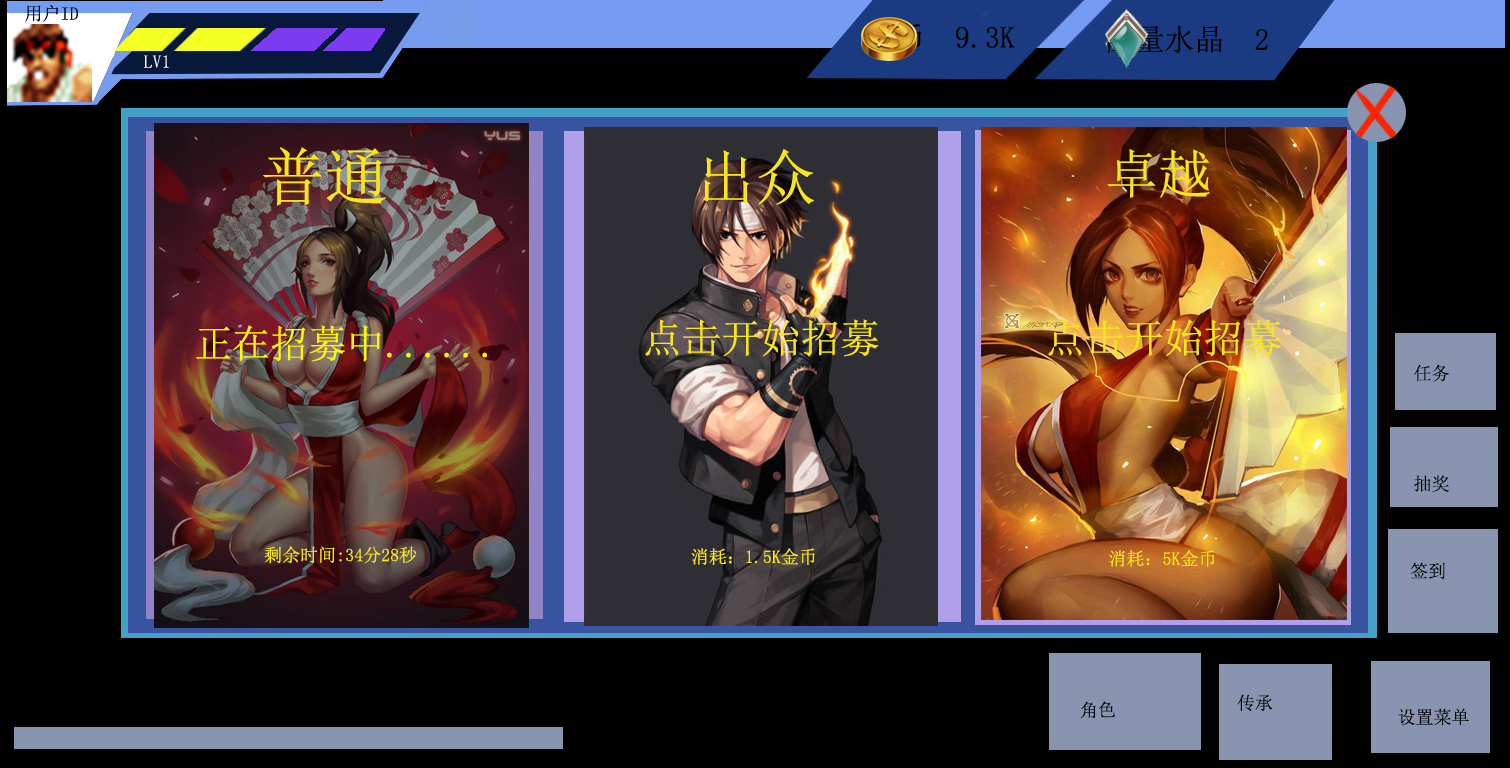 用户ID
LV1
9.3K
量水晶 2
YUS
普通
出众
卓越
正在招募中......
点击开始招募
点击开始招募
剩余时间:34分28秒
消耗：1.5K金币
消耗：5K金币
X
任务
抽奖
签到
角色
传承
设置菜单